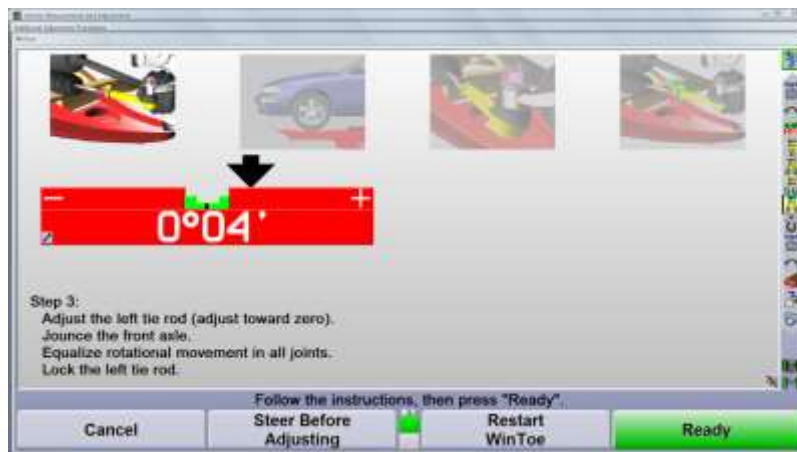 −
+
0°04'
Step 3:
Adjust the left tie rod (adjust toward zero).
Jounce the front axle.
Equalize rotational movement in all joints.
Lock the left tie rod.
Follow the instructions, then press "Ready".
Cancel
Steer Before
Adjusting
Restart
WinToe
Ready